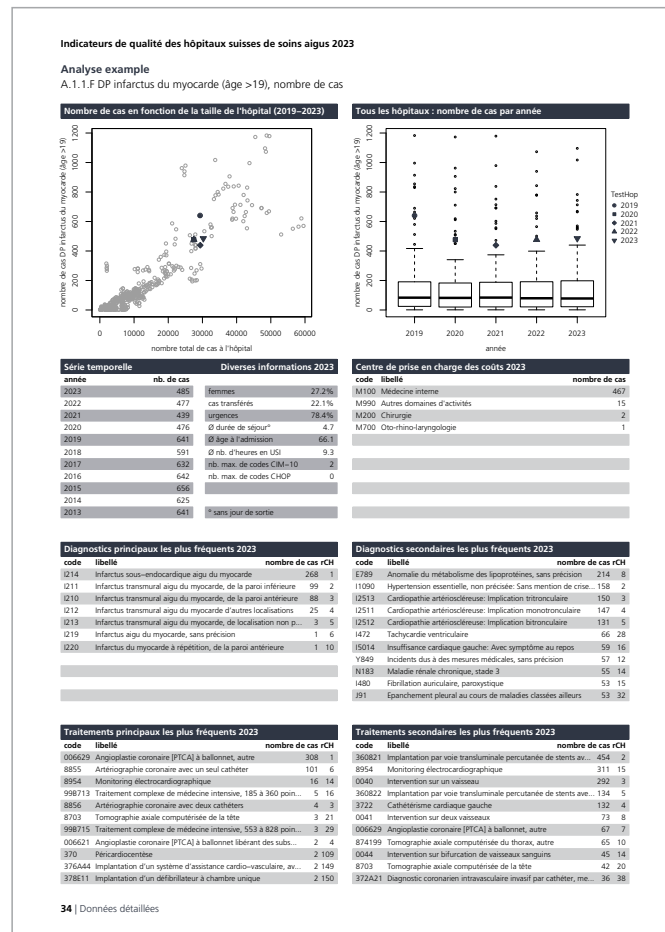 Indicateurs de qualité des hôpitaux suisses de soins aigus 2023
Analyse example
A.1.1.F DP infarctus du myocarde (âge >19), nombre de cas
Nombre de cas en fonction de la taille de l'hôpital (2019–2023)
nombre de cas DP infarctus du myocarde (âge >19)
0 200 400 600 800 1000 1200
0 10000 20000 30000 40000 50000 60000
nombre total de cas à l'hôpital
Tous les hôpitaux : nombre de cas par année
nombre de cas DP infarctus du myocarde (âge >19)
0 200 400 600 800 1000 1200
2019 2020 2021 2022 2023
année
TestHop
2019
2020
2021
2022
2023
Série temporelle Diverses informations 2023
année nb. de cas
2023 485 femmes 27.2%
2022 477 cas transférés 22.1%
2021 439 urgences 78.4%
2020 476 Ø durée de séjour° 4.7
2019 641 Ø âge à l'admission 66.1
2018 591 Ø nb. d'heures en USI 9.3
2017 632 nb. max. de codes CIM–10 2
2016 642 nb. max. de codes CHOP 0
2015 656
2014 625
2013 641 ° sans jour de sortie
Centre de prise en charge des coûts 2023
code libellé nombre de cas
M100 Médecine interne 467
M990 Autres domaines d'activités 15
M200 Chirurgie 2
M700 Oto-rhino-laryngologie 1
Diagnostics principaux les plus fréquents 2023
code libellé nombre de cas rCH
I214 Infarctus sous–endocardique aigu du myocarde 268 1
I211 Infarctus transmural aigu du myocarde, de la paroi inférieure 99 2
I210 Infarctus transmural aigu du myocarde, de la paroi antérieure 88 3
I212 Infarctus transmural aigu du myocarde d'autres localisations 25 4
I213 Infarctus transmural aigu du myocarde, de localisation non p... 3 5
I219 Infarctus aigu du myocarde, sans précision 1 6
I220 Infarctus du myocarde à répétition, de la paroi antérieure 1 10
Diagnostics secondaires les plus fréquents 2023
code libellé nombre de cas rCH
E789 Anomalie du métabolisme des lipoprotéines, sans précision 214 8
I1090 Hypertension essentielle, non précisée: Sans mention de crise... 158 2
I2513 Cardiopathie artérioscléreuse: Implication tritronculaire 150 3
I2511 Cardiopathie artérioscléreuse: Implication monotronculaire 147 4
I2512 Cardiopathie artérioscléreuse: Implication bitronculaire 131 5
I472 Tachycardie ventriculaire 66 28
I5014 Insuffisance cardiaque gauche: Avec symptôme au repos 59 16
Y849 Incidents dus à des mesures médicales, sans précision 57 12
N183 Maladie rénale chronique, stade 3 55 14
I480 Fibrillation auriculaire, paroxystique 53 15
J91 Epanchement pleural au cours de maladies classées ailleurs 53 32
Traitements principaux les plus fréquents 2023
code libellé nombre de cas rCH
006629 Angioplastie coronaire [PTCA] à ballonnet, autre 308 1
8855 Artériographie coronaire avec un seul cathéter 101 6
8954 Monitoring électrocardiographique 16 14
99B713 Traitement complexe de médecine intensive, 185 à 360 poin... 5 16
8856 Artériographie coronaire avec deux cathéters 4 3
8703 Tomographie axiale computérisée de la tête 3 21
99B715 Traitement complexe de médecine intensive, 553 à 828 poin... 3 29
006621 Angioplastie coronaire [PTCA] à ballonnet libérant des subs... 2 4
370 Péricardiocentèse 2 109
376A44 Implantation d'un système d'assistance cardio–vasculaire, av... 2 149
378E11 Implantation d'un défibrillateur à chambre unique 2 150
Traitements secondaires les plus fréquents 2023
code libellé nombre de cas rCH
360821 Implantation par voie transluminale percutanée de stents av... 454 2
8954 Monitoring électrocardiographique 311 15
0040 Intervention sur un vaisseau 292 3
360822 Implantation par voie transluminale percutanée de stents ave... 134 5
3722 Cathétérisme cardiaque gauche 132 4
0041 Intervention sur deux vaisseaux 73 8
006629 Angioplastie coronaire [PTCA] à ballonnet, autre 67 7
874199 Tomographie axiale computérisée du thorax, autre 65 10
0044 Intervention sur bifurcation de vaisseaux sanguins 45 14
8703 Tomographie axiale computérisée de la tête 42 20
372A21 Diagnostic coronarien intravasculaire invasif par cathéter, me... 36 38
34 | Données détaillées